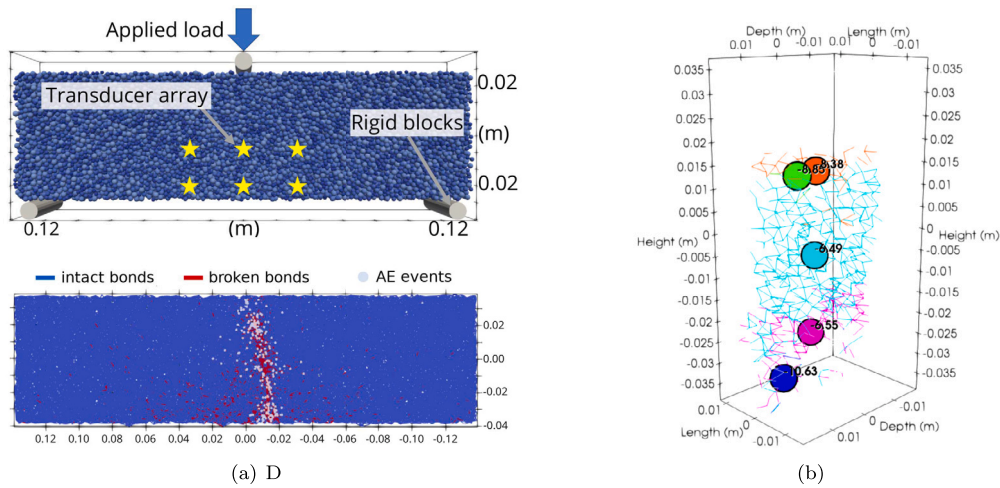 Applied load
Transducer array
Rigid blocks
0.02
(m)
0.02
0.12 (m) 0.12
intact bonds broken bonds AE events
0.02
0.00
-0.02
-0.04
0.12 0.10 0.08 0.06 0.04 0.02 0.00 -0.02 -0.04 -0.06 -0.08 -0.10 -0.12
(a) D
Depth (m) Length (m)
0.01 0 -0.01 0.01 0 -0.01
0.035 0.035
0.03 0.03
0.025 0.025
0.02 0.02
0.015 0.015
0.01 0.01
0.005 0.005
0 0
Height (m) Height (m)
-0.005 -0.005
-0.01 -0.01
-0.015 -0.015
-0.02 -0.02
-0.025 -0.025
-0.03 -0.03
-0.035 -0.035
-8.85 -8.38
-6.49
-6.55
-10.63
0.01 0 -0.01 0.01 0 -0.01
Length (m) Depth (m)
(b)